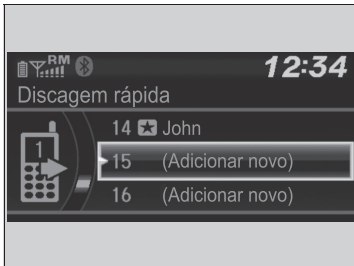 RM
12:34
Discagem rápida
14 John
1
15 (Adicionar novo)
16 (Adicionar novo)